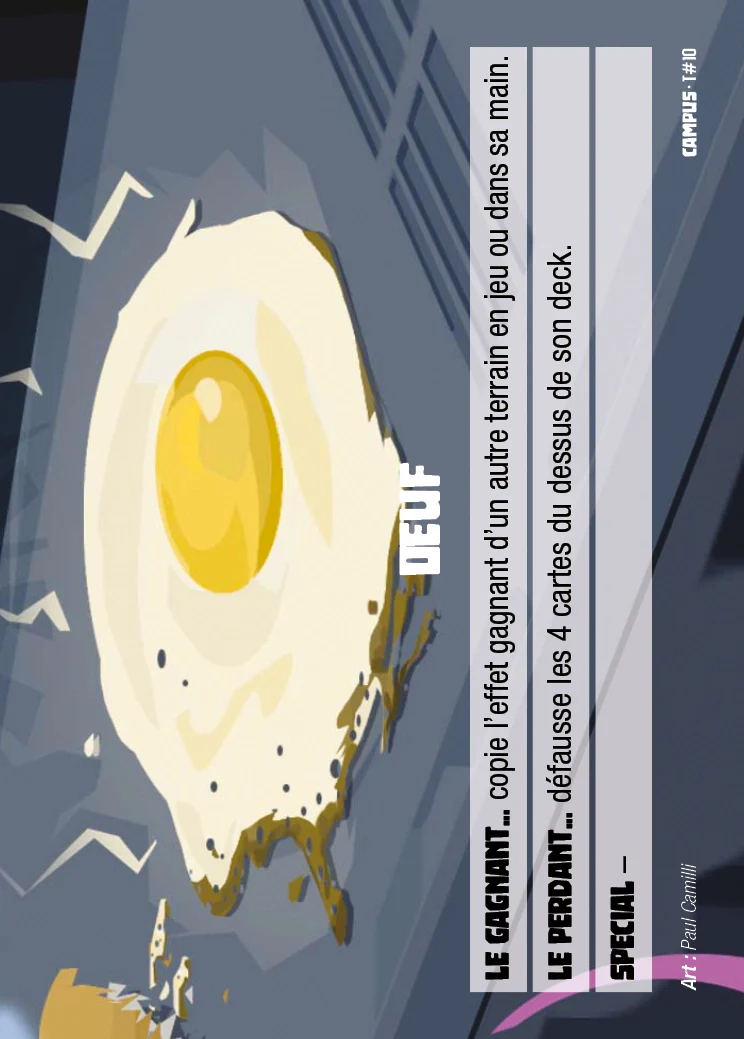 OEUF
LE GAGNANT... copie l'effet gagnant d'un autre terrain en jeu ou dans sa main.
LE PERDANT... défausse les 4 cartes du dessus de son deck.
SPECIAL –
Art : Paul Camilli
CAMPUS · T#10